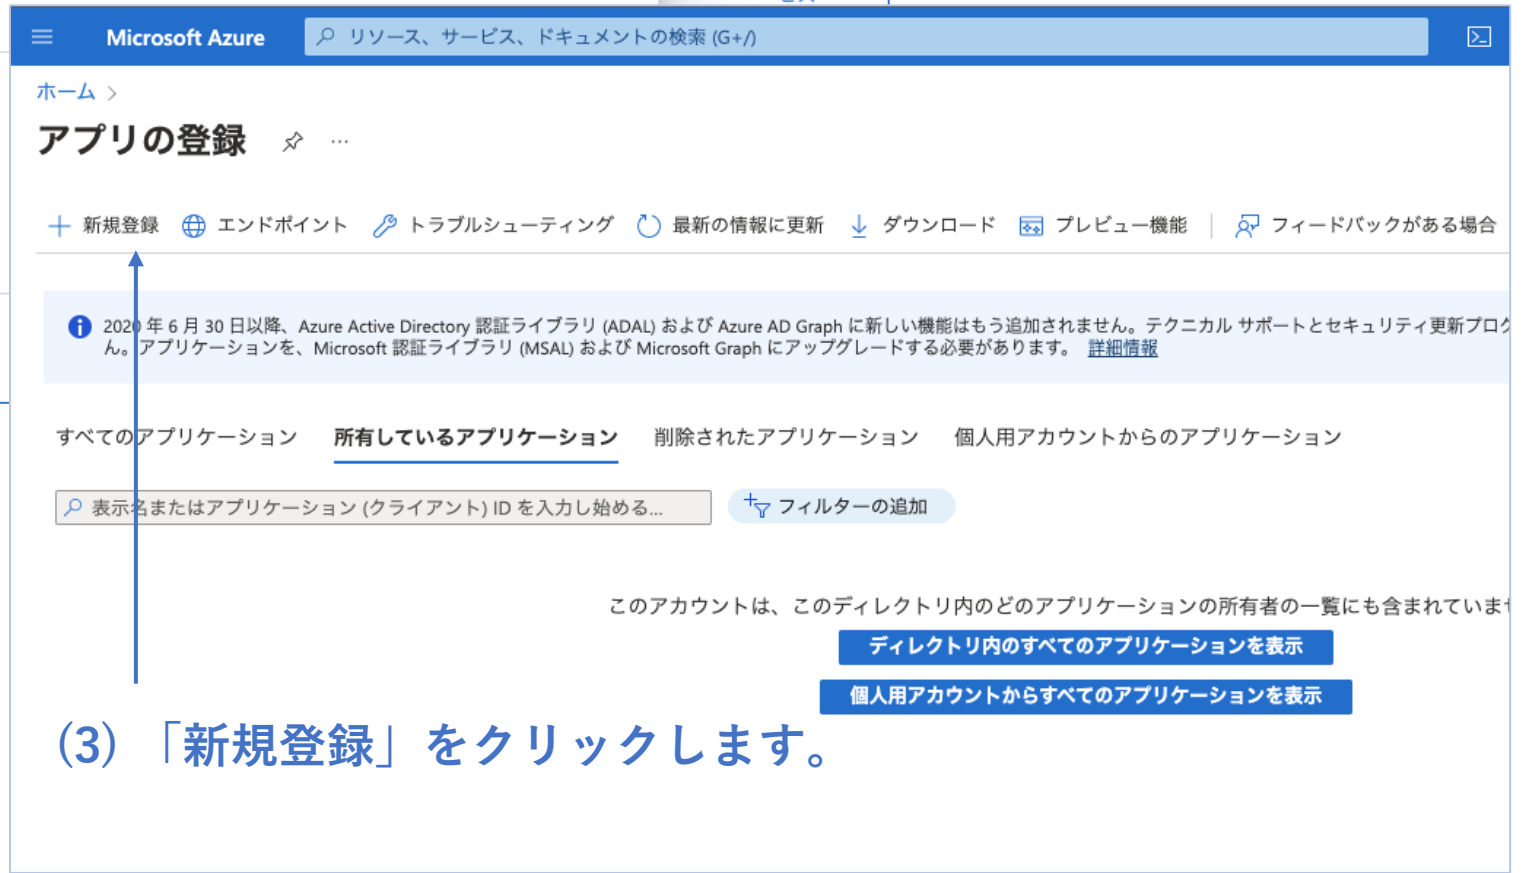 Microsoft Azure
リソース、サービス、ドキュメントの検索 (G+/)
ホーム >
アプリの登録 …
新規登録 エンドポイント トラブルシューティング 最新の情報に更新 ダウンロード プレビュー機能 フィードバックがある場合
2020 年 6 月 30 日以降、Azure Active Directory 認証ライブラリ (ADAL) および Azure AD Graph に新しい機能はもう追加されません。テクニカル サポートとセキュリティ更新プロ
ん。アプリケーションを、Microsoft 認証ライブラリ (MSAL) および Microsoft Graph にアップグレードする必要があります。 詳細情報
すべてのアプリケーション 所有しているアプリケーション 削除されたアプリケーション 個人用アカウントからのアプリケーション
表示名またはアプリケーション (クライアント) ID を入力し始める...
フィルターの追加
このアカウントは、このディレクトリ内のどのアプリケーションの所有者の一覧にも含まれていま
ディレクトリ内のすべてのアプリケーションを表示
個人用アカウントからすべてのアプリケーションを表示
(3) 「新規登録」をクリックします。